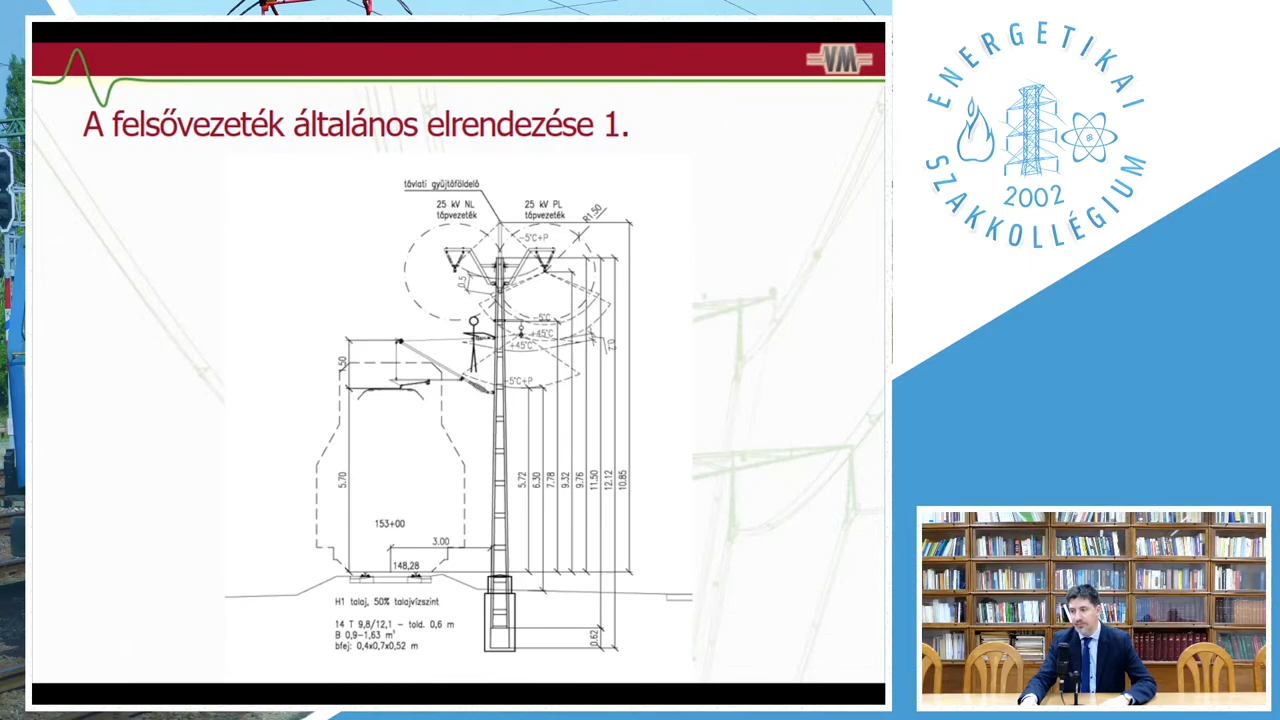 VM
A felsővezeték általános elrendezése 1.
távlati gyűjtőföldelő
25 kV NL
tápvezeték
25 kV PL
tápvezeték
R1,50
-5°C+P
0,5
-5°C
+45°C
+45°C
-5°C+P
5.70
5.72
6.30
7.78
9.32
9.76
11.50
12.12
10.85
153+00
3.00
148,28
H1 talaj, 50% talajvízszint
14 T 9,8/12,1 – told. 0,6 m
B 0,9–1,63 m³
bfej: 0,4x0,7x0,52 m
0.62
ENERGETIKAI
SZAKKOLLÉGIUM
2002